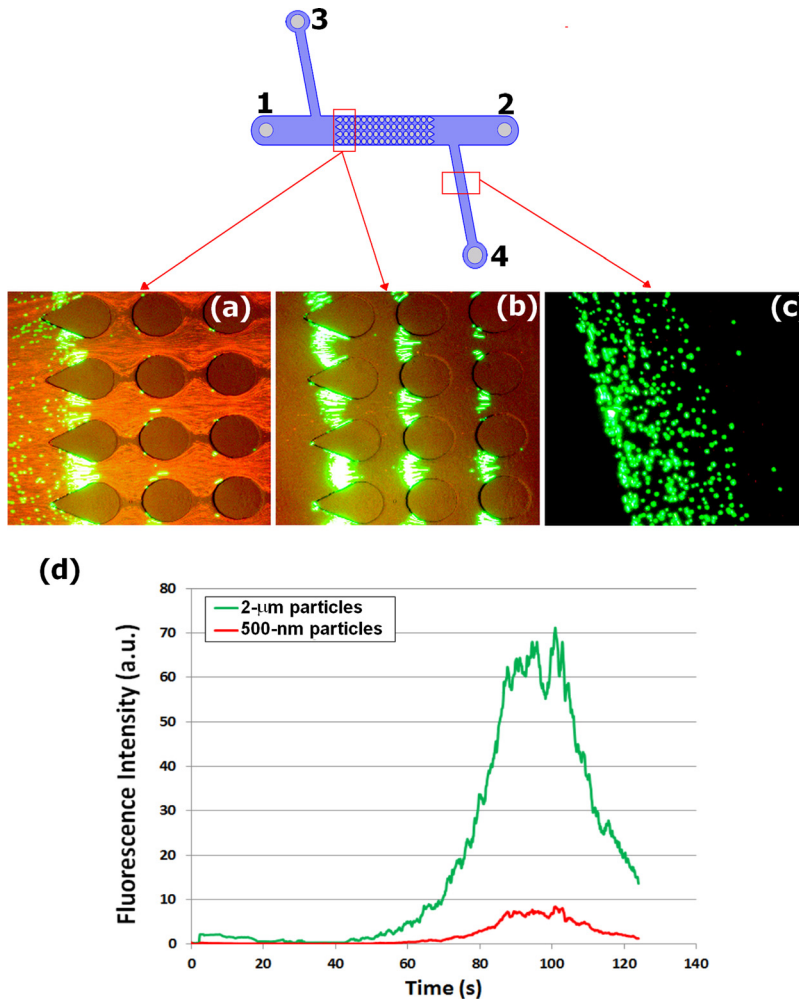 3
1
2
4
(a)
(b)
(c)
(d)
80
70
60
50
40
30
20
10
0
Fluorescence Intensity (a.u.)
2-μm particles
500-nm particles
0 20 40 60 80 100 120 140
Time (s)